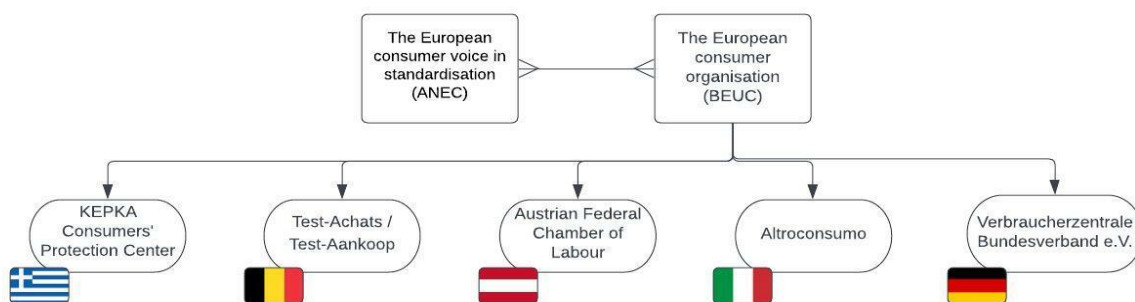 The European
consumer voice in
standardisation
(ANEC)
The European
consumer
organisation
(BEUC)
KEPKA
Consumers'
Protection Center
Test-Achats /
Test-Aankoop
Austrian Federal
Chamber of
Labour
Altroconsumo
Verbraucherzentrale
Bundesverband e.V.